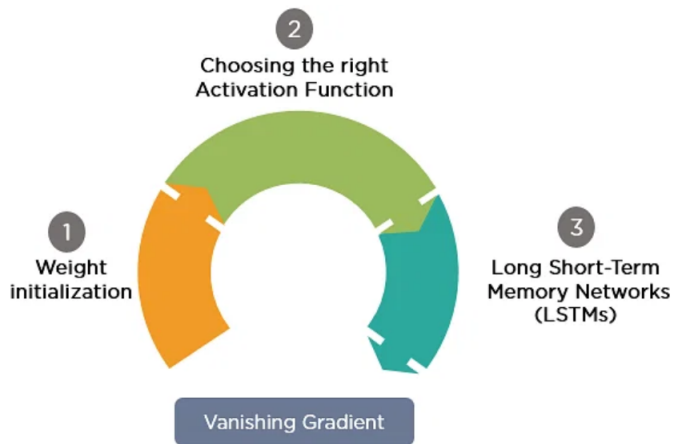 1
Weight
initialization
2
Choosing the right
Activation Function
3
Long Short-Term
Memory Networks
(LSTMs)
Vanishing Gradient